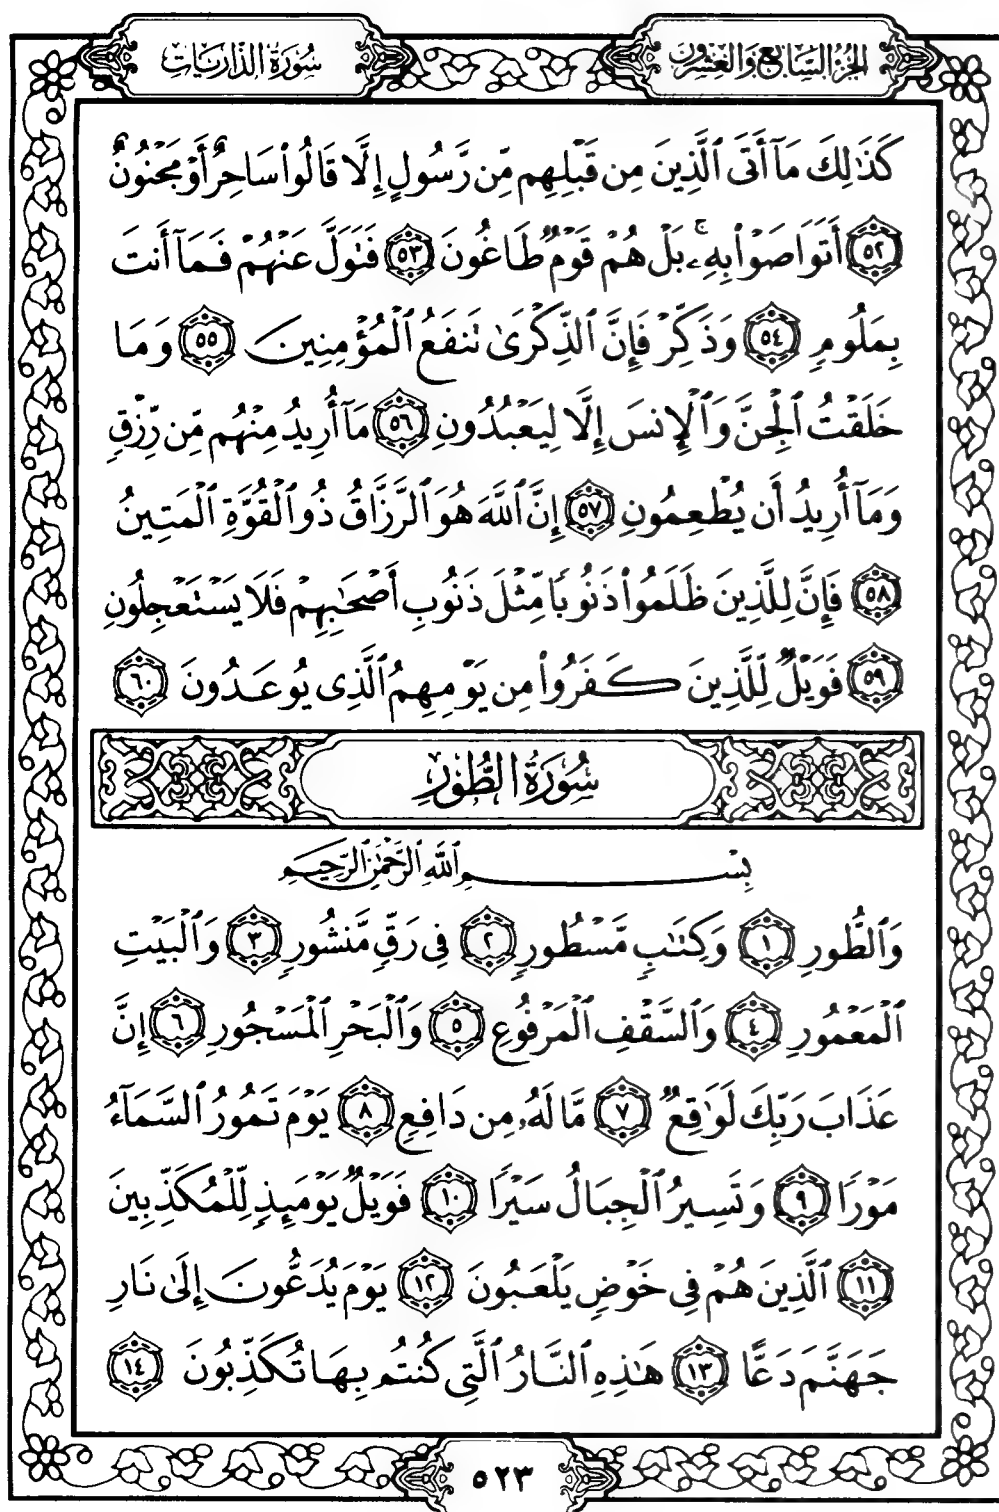 الجزء السابع والعشرون
سورة الذاريات
كَذَٰلِكَ مَآ أَتَى ٱلَّذِينَ مِن قَبۡلِهِم مِّن رَّسُولٍ إِلَّا قَالُوا۟ سَاحِرٌ أَوۡ مَجۡنُونٌ
٥٢ أَتَوَاصَوۡا۟ بِهِۦۚ بَلۡ هُمۡ قَوۡمٌ طَاغُونَ ٥٣ فَتَوَلَّ عَنۡهُمۡ فَمَآ أَنتَ
بِمَلُومٍ ٥٤ وَذَكِّرۡ فَإِنَّ ٱلذِّكۡرَىٰ تَنفَعُ ٱلۡمُؤۡمِنِينَ ٥٥ وَمَا
خَلَقۡتُ ٱلۡجِنَّ وَٱلۡإِنسَ إِلَّا لِيَعۡبُدُونِ ٥٦ مَآ أُرِيدُ مِنۡهُم مِّن رِّزۡقٍ
وَمَآ أُرِيدُ أَن يُطۡعِمُونِ ٥٧ إِنَّ ٱللَّهَ هُوَ ٱلرَّزَّاقُ ذُو ٱلۡقُوَّةِ ٱلۡمَتِينُ
٥٨ فَإِنَّ لِلَّذِينَ ظَلَمُوا۟ ذَنُوبًا مِّثۡلَ ذَنُوبِ أَصۡحَٰبِهِمۡ فَلَا يَسۡتَعۡجِلُونِ
٥٩ فَوَيۡلٌ لِّلَّذِينَ كَفَرُوا۟ مِن يَوۡمِهِمُ ٱلَّذِى يُوعَدُونَ ٦٠
سُورَةُ الطُّورِ
بِسۡمِ ٱللَّهِ ٱلرَّحۡمَٰنِ ٱلرَّحِيمِ
وَٱلطُّورِ ١ وَكِتَٰبٍ مَّسۡطُورٍ ٢ فِى رَقٍّ مَّنشُورٍ ٣ وَٱلۡبَيۡتِ
ٱلۡمَعۡمُورِ ٤ وَٱلسَّقۡفِ ٱلۡمَرۡفُوعِ ٥ وَٱلۡبَحۡرِ ٱلۡمَسۡجُورِ ٦ إِنَّ
عَذَابَ رَبِّكَ لَوَٰقِعٌ ٧ مَّا لَهُۥ مِن دَافِعٍ ٨ يَوۡمَ تَمُورُ ٱلسَّمَآءُ
مَوۡرًا ٩ وَتَسِيرُ ٱلۡجِبَالُ سَيۡرًا ١٠ فَوَيۡلٌ يَوۡمَئِذٍ لِّلۡمُكَذِّبِينَ
١١ ٱلَّذِينَ هُمۡ فِى خَوۡضٍ يَلۡعَبُونَ ١٢ يَوۡمَ يُدَعُّونَ إِلَىٰ نَارِ
جَهَنَّمَ دَعًّا ١٣ هَٰذِهِ ٱلنَّارُ ٱلَّتِى كُنتُم بِهَا تُكَذِّبُونَ ١٤
٥٢٣